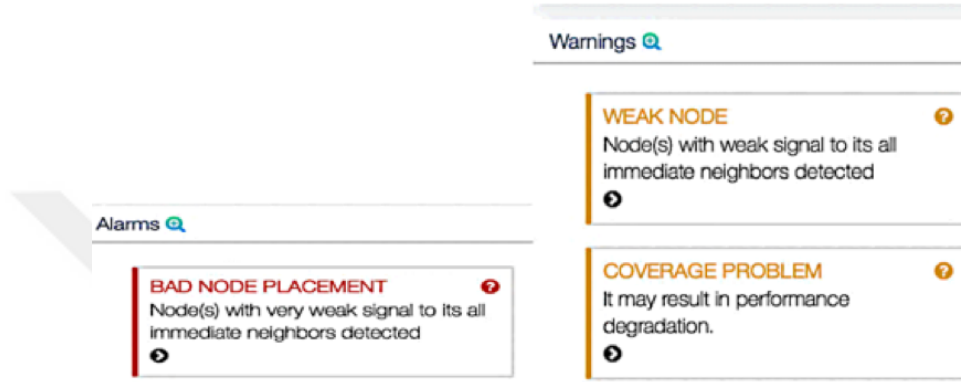 Alarms
BAD NODE PLACEMENT
Node(s) with very weak signal to its all
immediate neighbors detected
Warnings
WEAK NODE
Node(s) with weak signal to its all
immediate neighbors detected
COVERAGE PROBLEM
It may result in performance
degradation.